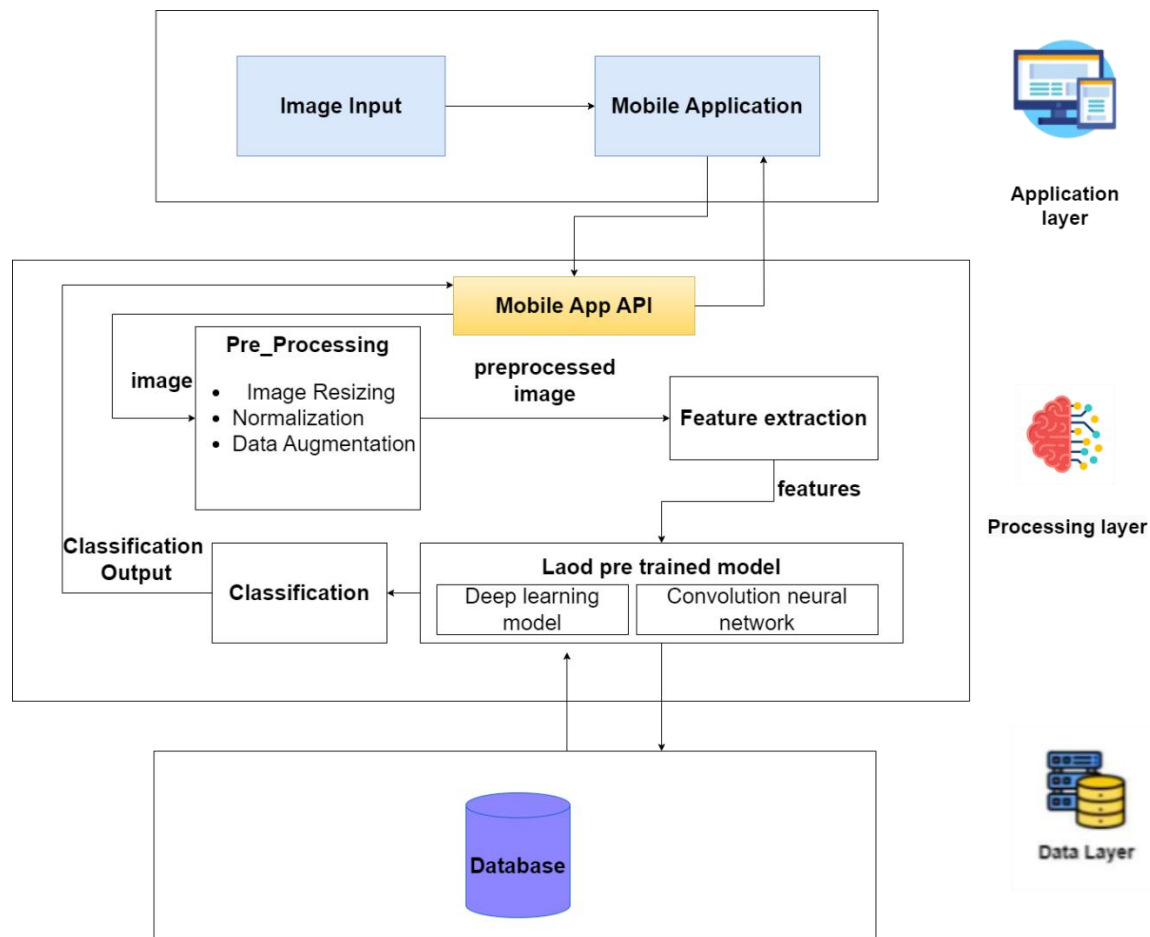 Image Input
Mobile Application
Application
layer
Mobile App API
Pre_Processing
• Image Resizing
• Normalization
• Data Augmentation
image
preprocessed
image
Feature extraction
features
Processing layer
Classification
Output
Classification
Laod pre trained model
Deep learning
model
Convolution neural
network
Database
Data Layer